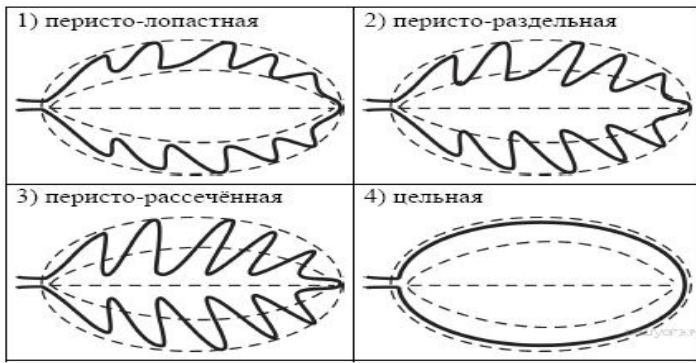 1) перисто-лопастная
2) перисто-раздельная
3) перисто-рассечённая
4) цельная